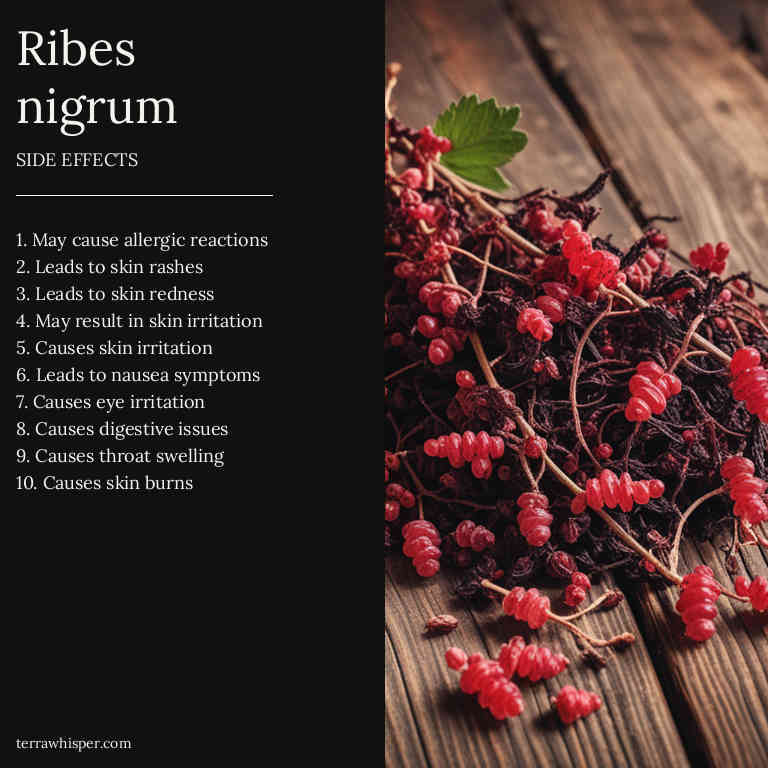 Ribes
nigrum
SIDE EFFECTS
1. May cause allergic reactions
2. Leads to skin rashes
3. Leads to skin redness
4. May result in skin irritation
5. Causes skin irritation
6. Leads to nausea symptoms
7. Causes eye irritation
8. Causes digestive issues
9. Causes throat swelling
10. Causes skin burns
terrawhisper.com